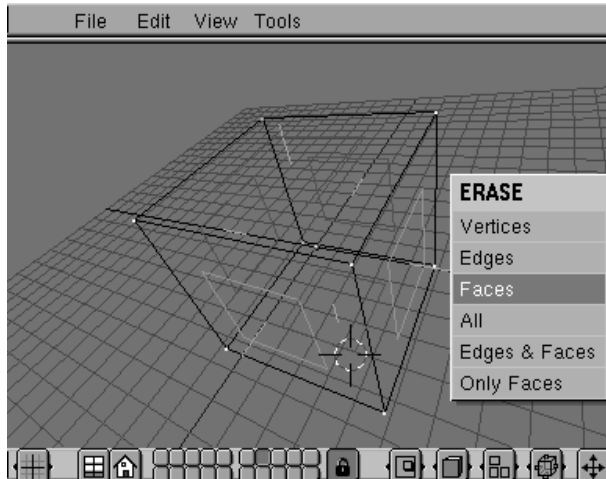 File Edit View Tools
ERASE
Vertices
Edges
Faces
All
Edges & Faces
Only Faces